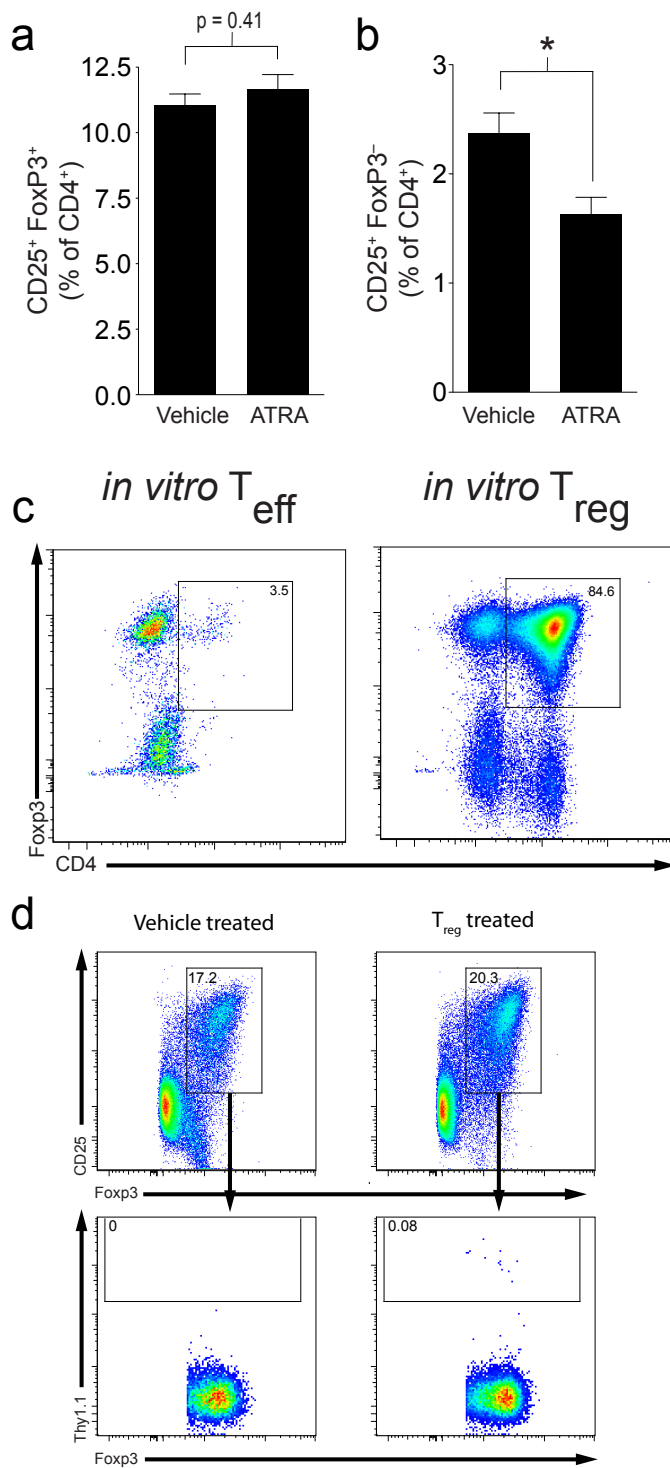 a
p = 0.41
12.5
10.0
7.5
5.0
2.5
0.0
CD25⁺ FoxP3⁺
(% of CD4⁺)
Vehicle
ATRA
b
*
3
2
1
0
CD25⁺ FoxP3⁻
(% of CD4⁺)
Vehicle
ATRA
c
in vitro Teff
in vitro Treg
3.5
84.6
Foxp3
CD4
d
Vehicle treated
Treg treated
17.2
20.3
CD25
Foxp3
0
0.08
Thy1.1
Foxp3